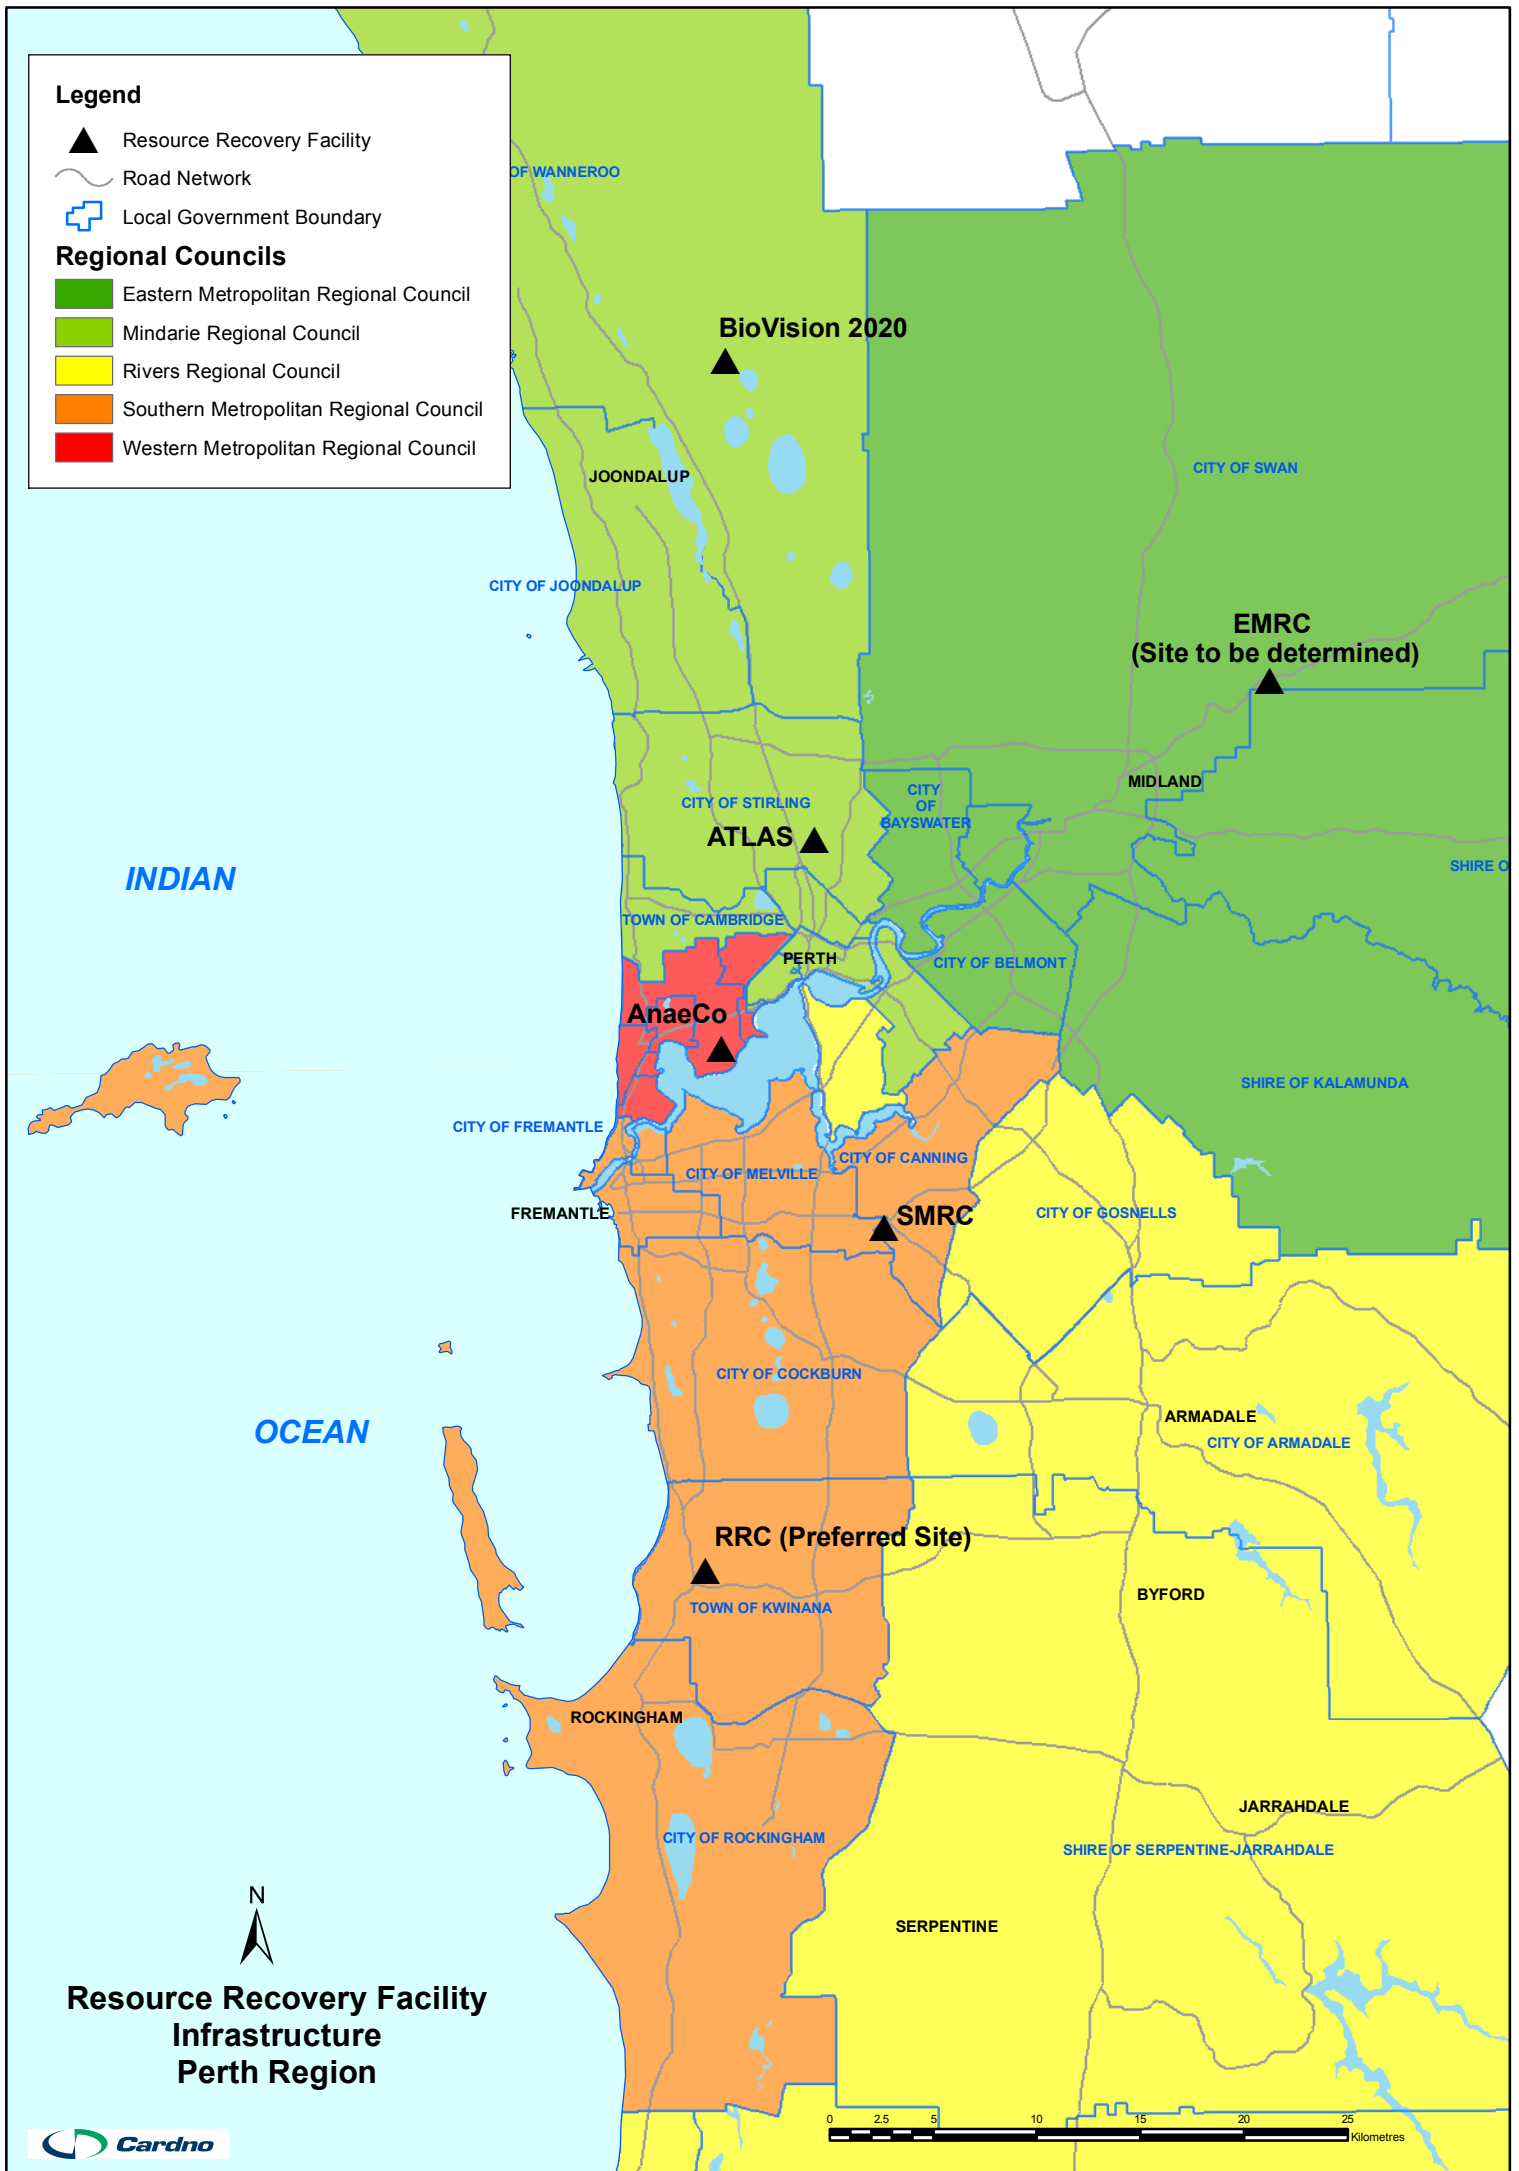 Legend
Resource Recovery Facility
Road Network
Local Government Boundary
Regional Councils
Eastern Metropolitan Regional Council
Mindarie Regional Council
Rivers Regional Council
Southern Metropolitan Regional Council
Western Metropolitan Regional Council
OF WANNEROO
BioVision 2020
CITY OF SWAN
JOONDALUP
CITY OF JOONDALUP
EMRC
(Site to be determined)
MIDLAND
CITY
OF
BAYSWATER
CITY OF STIRLING
ATLAS
SHIRE O
INDIAN
TOWN OF CAMBRIDGE
PERTH
CITY OF BELMONT
AnaeCo
SHIRE OF KALAMUNDA
CITY OF FREMANTLE
CITY OF CANNING
CITY OF MELVILLE
FREMANTLE
SMRC
CITY OF GOSNELLS
CITY OF COCKBURN
OCEAN
ARMADALE
CITY OF ARMADALE
RRC (Preferred Site)
BYFORD
TOWN OF KWINANA
ROCKINGHAM
JARRAHDALE
CITY OF ROCKINGHAM
SHIRE OF SERPENTINE-JARRAHDALE
SERPENTINE
N
Resource Recovery Facility
Infrastructure
Perth Region
0 2.5 5 10 15 20 25
Kilometres
Cardno